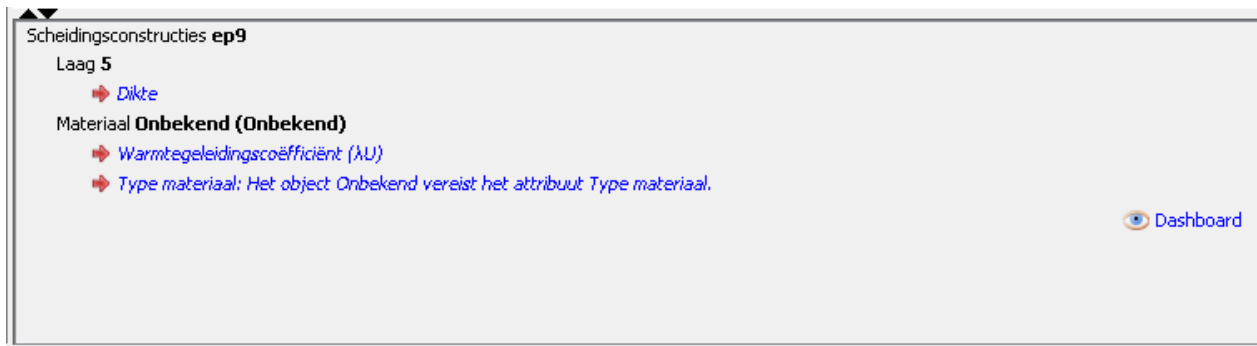 Scheidingsconstructies ep9
Laag 5
Dikte
Materiaal Onbekend (Onbekend)
Warmtegeleidingscoëfficiënt (λU)
Type materiaal: Het object Onbekend vereist het attribuut Type materiaal.
Dashboard